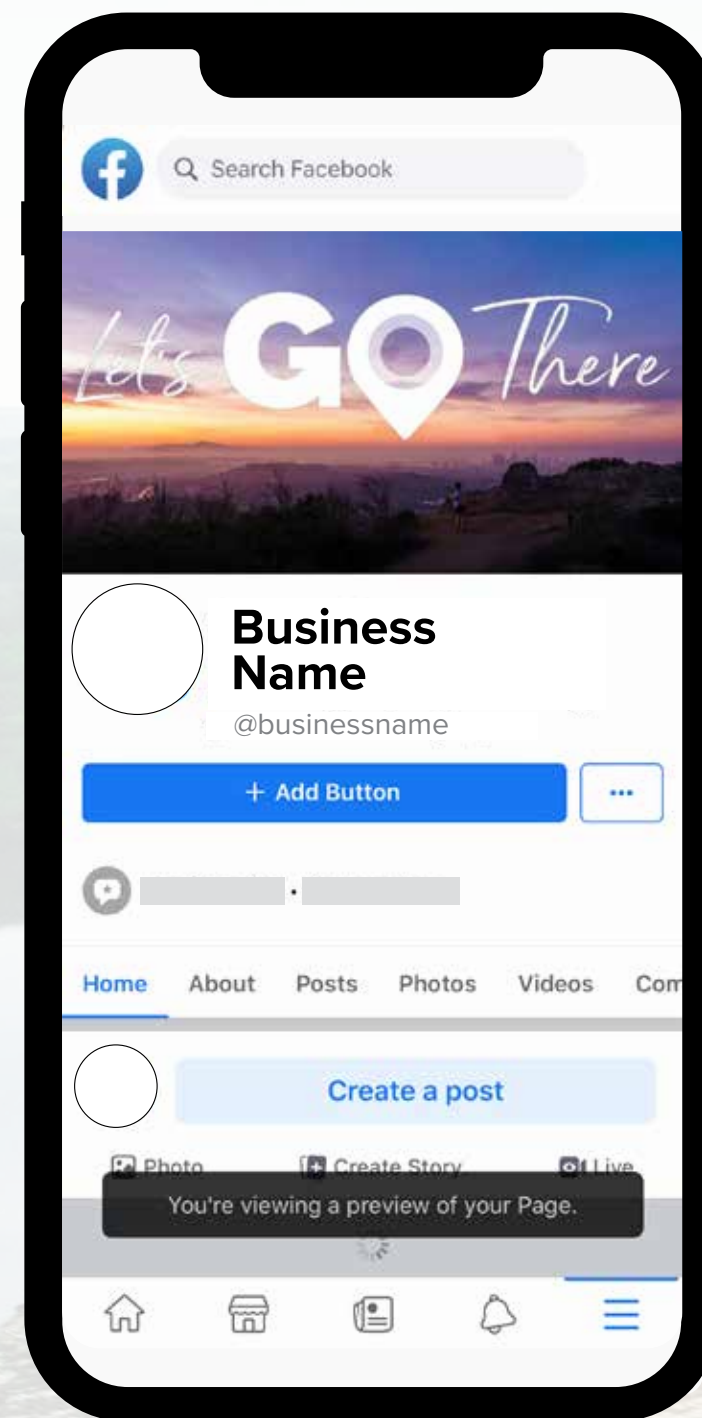 Search Facebook
Let's GO There
Business
Name
@businessname
+ Add Button
Home About Posts Photos Videos Com
Create a post
Photo Create Story Live
You're viewing a preview of your Page.